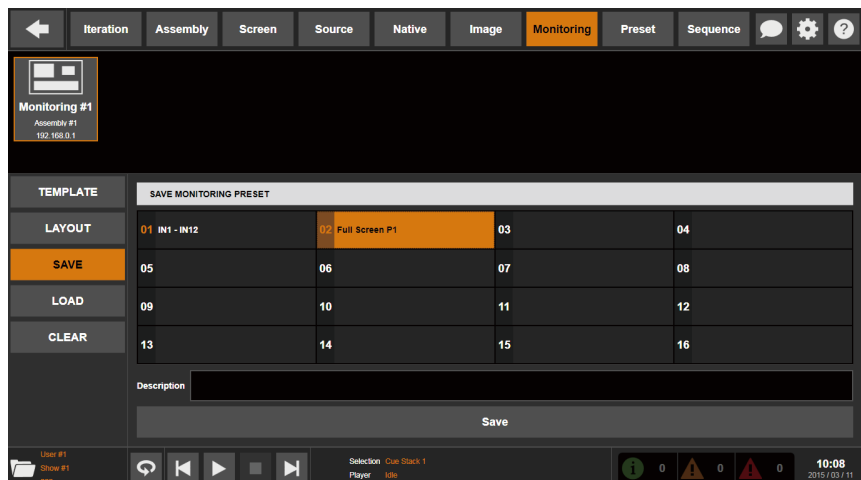 Iteration Assembly Screen Source Native Image Monitoring Preset Sequence ?
Monitoring #1
Assembly #1
192.168.0.1
TEMPLATE
LAYOUT
SAVE
LOAD
CLEAR
SAVE MONITORING PRESET
01 IN1 - IN12 02 Full Screen P1 03 04
05 06 07 08
09 10 11 12
13 14 15 16
Description
Save
User #1
Show #1
Selection Cue Stack 1
Player Idle
i 0 0 0
10:08
2015 / 03 / 11